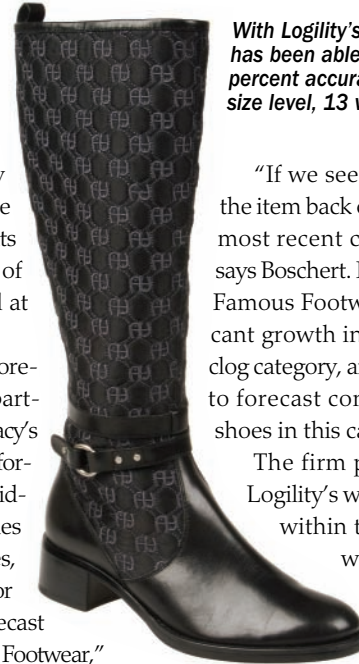 With Logility's
has been able
percent accura
size level, 13 w
y
e
ts
of
l at
ore-
part-
acy's
for-
id-
les
es,
or
ecast
Footwear,”
“If we see
the item back
most recent c
says Boschert.
Famous Footw
cant growth in
clog category, a
to forecast con
shoes in this ca
The firm p
Logility's w
within t
w